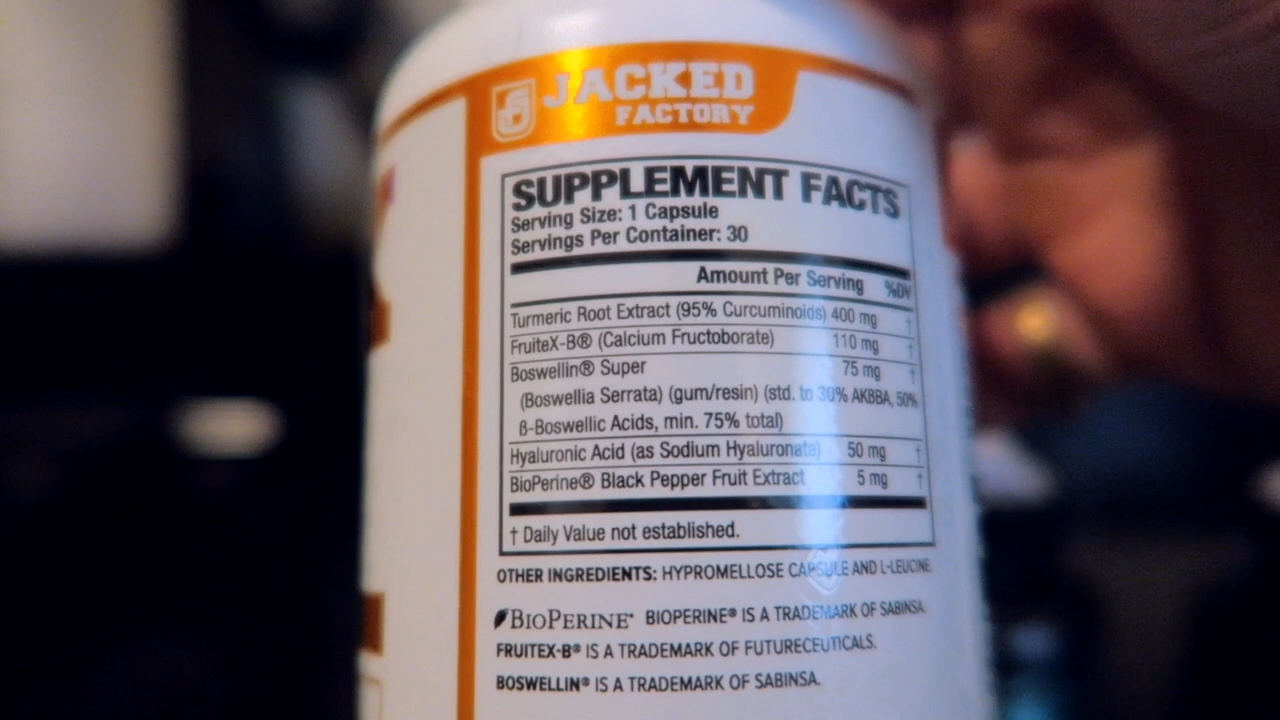 JACKED
FACTORY
SUPPLEMENT FACTS
Serving Size: 1 Capsule
Servings Per Container: 30
Amount Per Serving %DV
Turmeric Root Extract (95% Curcuminoids) 400 mg †
FruiteX-B® (Calcium Fructoborate) 110 mg †
Boswellin® Super 75 mg †
(Boswellia Serrata) (gum/resin) (std. to 30% AKBBA, 50%
ß-Boswellic Acids, min. 75% total)
Hyaluronic Acid (as Sodium Hyaluronate) 50 mg †
BioPerine® Black Pepper Fruit Extract 5 mg †
† Daily Value not established.
OTHER INGREDIENTS: HYPROMELLOSE CAPSULE AND L-LEUCINE.
BIOPERINE® BIOPERINE® IS A TRADEMARK OF SABINSA.
FRUITEX-B® IS A TRADEMARK OF FUTURECEUTICALS.
BOSWELLIN® IS A TRADEMARK OF SABINSA.